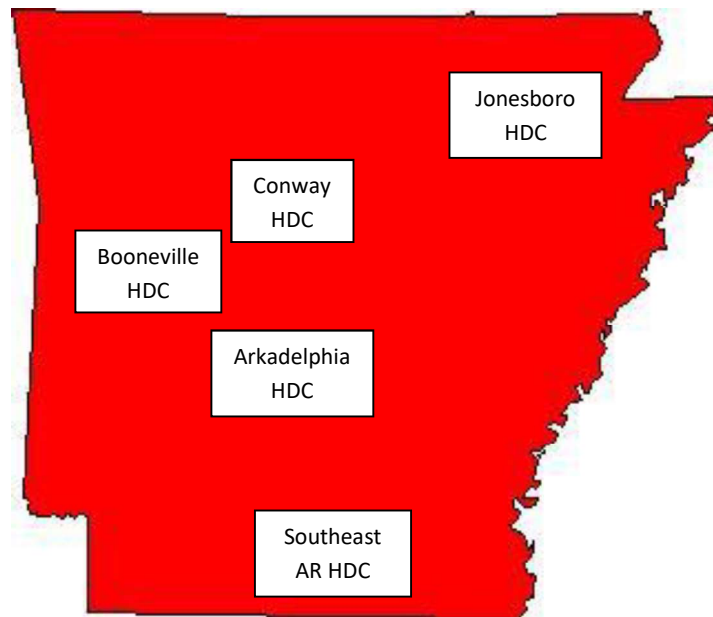 Jonesboro
HDC
Conway
HDC
Booneville
HDC
Arkadelphia
HDC
Southeast
AR HDC